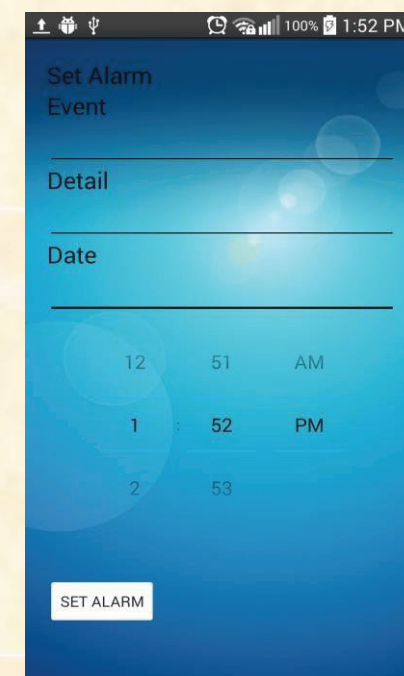 100% 1:52 PM
Set Alarm
Event
Detail
Date
12 51 AM
1 : 52 PM
2 53
SET ALARM